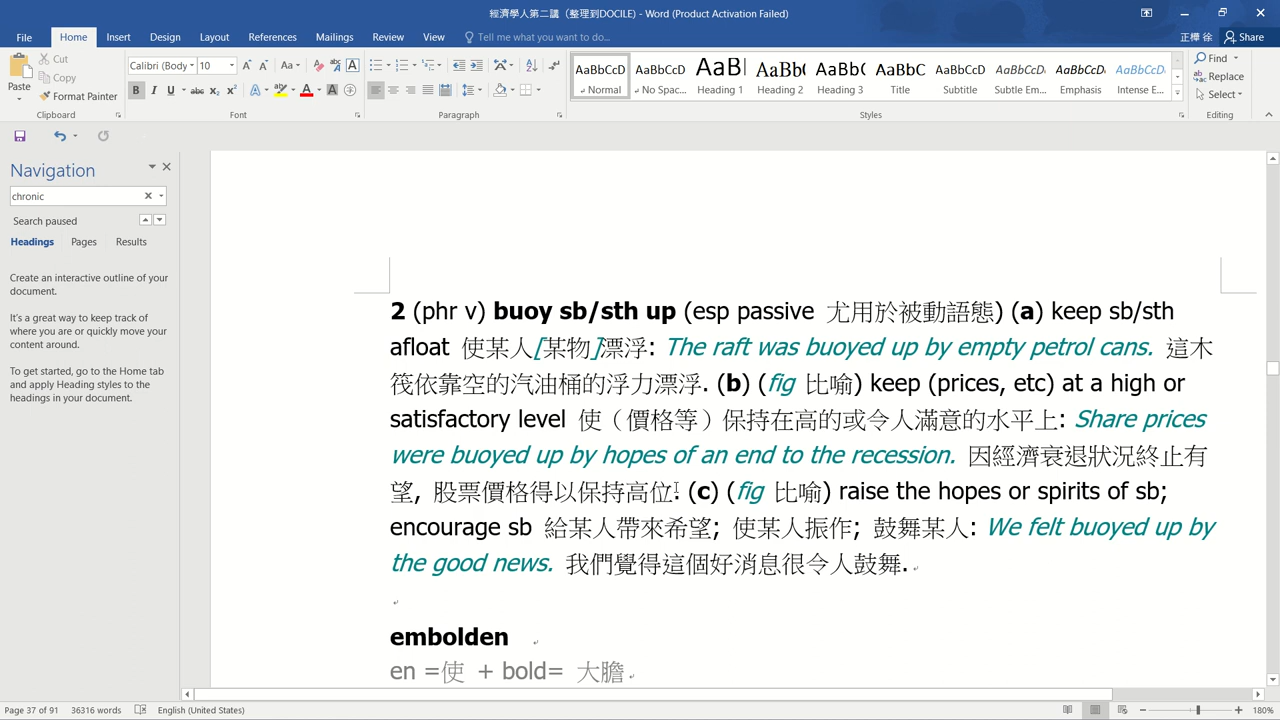 經濟學人第二講（整理到DOCILE) - Word (Product Activation Failed)
File Home Insert Design Layout References Mailings Review View Tell me what you want to do... 正樺 徐 Share
Cut
Copy
Format Painter
Paste
Clipboard
Calibri (Body 10
Font
Paragraph
AaBbCcD AaBbCcD AaB AaBb( AaBbC( AaBbC AaBbCcD AaBbCcD AaBbCcD AaBbCcD
Normal No Spac... Heading 1 Heading 2 Heading 3 Title Subtitle Subtle Em... Emphasis Intense E...
Styles
Find
Replace
Select
Editing
Navigation
chronic
Search paused
Headings Pages Results
Create an interactive outline of your
document.
It's a great way to keep track of
where you are or quickly move your
content around.
To get started, go to the Home tab
and apply Heading styles to the
headings in your document.
2 (phr v) buoy sb/sth up (esp passive 尤用於被動語態) (a) keep sb/sth
afloat 使某人[某物]漂浮: The raft was buoyed up by empty petrol cans. 這木
筏依靠空的汽油桶的浮力漂浮. (b) (fig 比喻) keep (prices, etc) at a high or
satisfactory level 使（價格等）保持在高的或令人滿意的水平上: Share prices
were buoyed up by hopes of an end to the recession. 因經濟衰退狀況終止有
望, 股票價格得以保持高位. (c) (fig 比喻) raise the hopes or spirits of sb;
encourage sb 給某人帶來希望; 使某人振作; 鼓舞某人: We felt buoyed up by
the good news. 我們覺得這個好消息很令人鼓舞.
embolden
en =使 + bold= 大膽
Page 37 of 91 36316 words English (United States) 180%